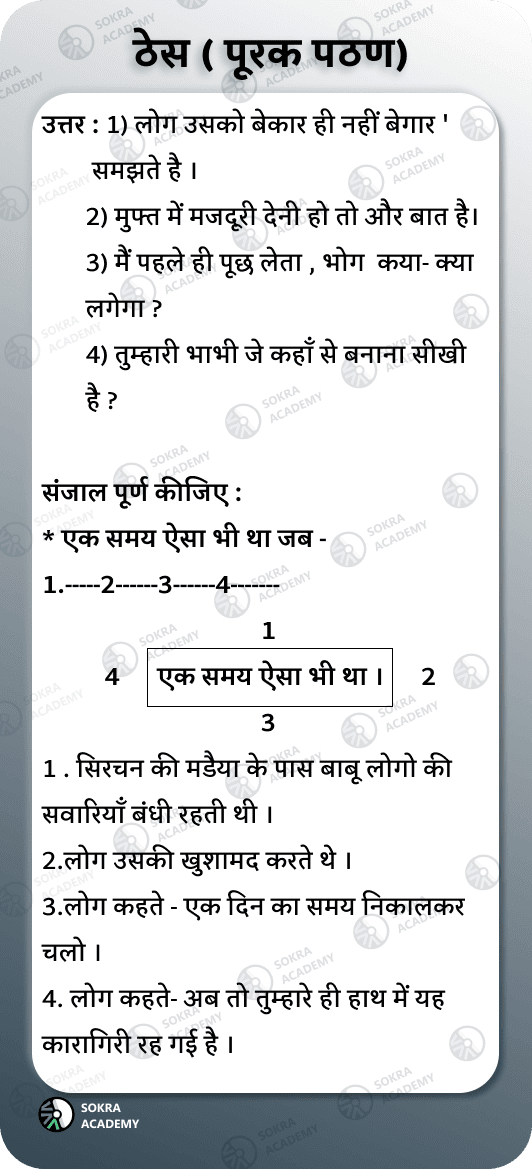 ठेस ( पूरक पठण)
उत्तर : 1) लोग उसको बेकार ही नहीं बेगार '
समझते है ।
2) मुफ्त में मजदूरी देनी हो तो और बात है।
3) मैं पहले ही पूछ लेता , भोग कया- क्या
लगेगा ?
4) तुम्हारी भाभी जे कहाँ से बनाना सीखी
है ?
संजाल पूर्ण कीजिए :
* एक समय ऐसा भी था जब -
1.-----2------3------4-------
1
4 एक समय ऐसा भी था । 2
3
1 . सिरचन की मडैया के पास बाबू लोगो की
सवारियाँ बंधी रहती थी ।
2.लोग उसकी खुशामद करते थे ।
3.लोग कहते - एक दिन का समय निकालकर
चलो ।
4. लोग कहते- अब तो तुम्हारे ही हाथ में यह
कारागिरी रह गई है ।
SOKRA
ACADEMY